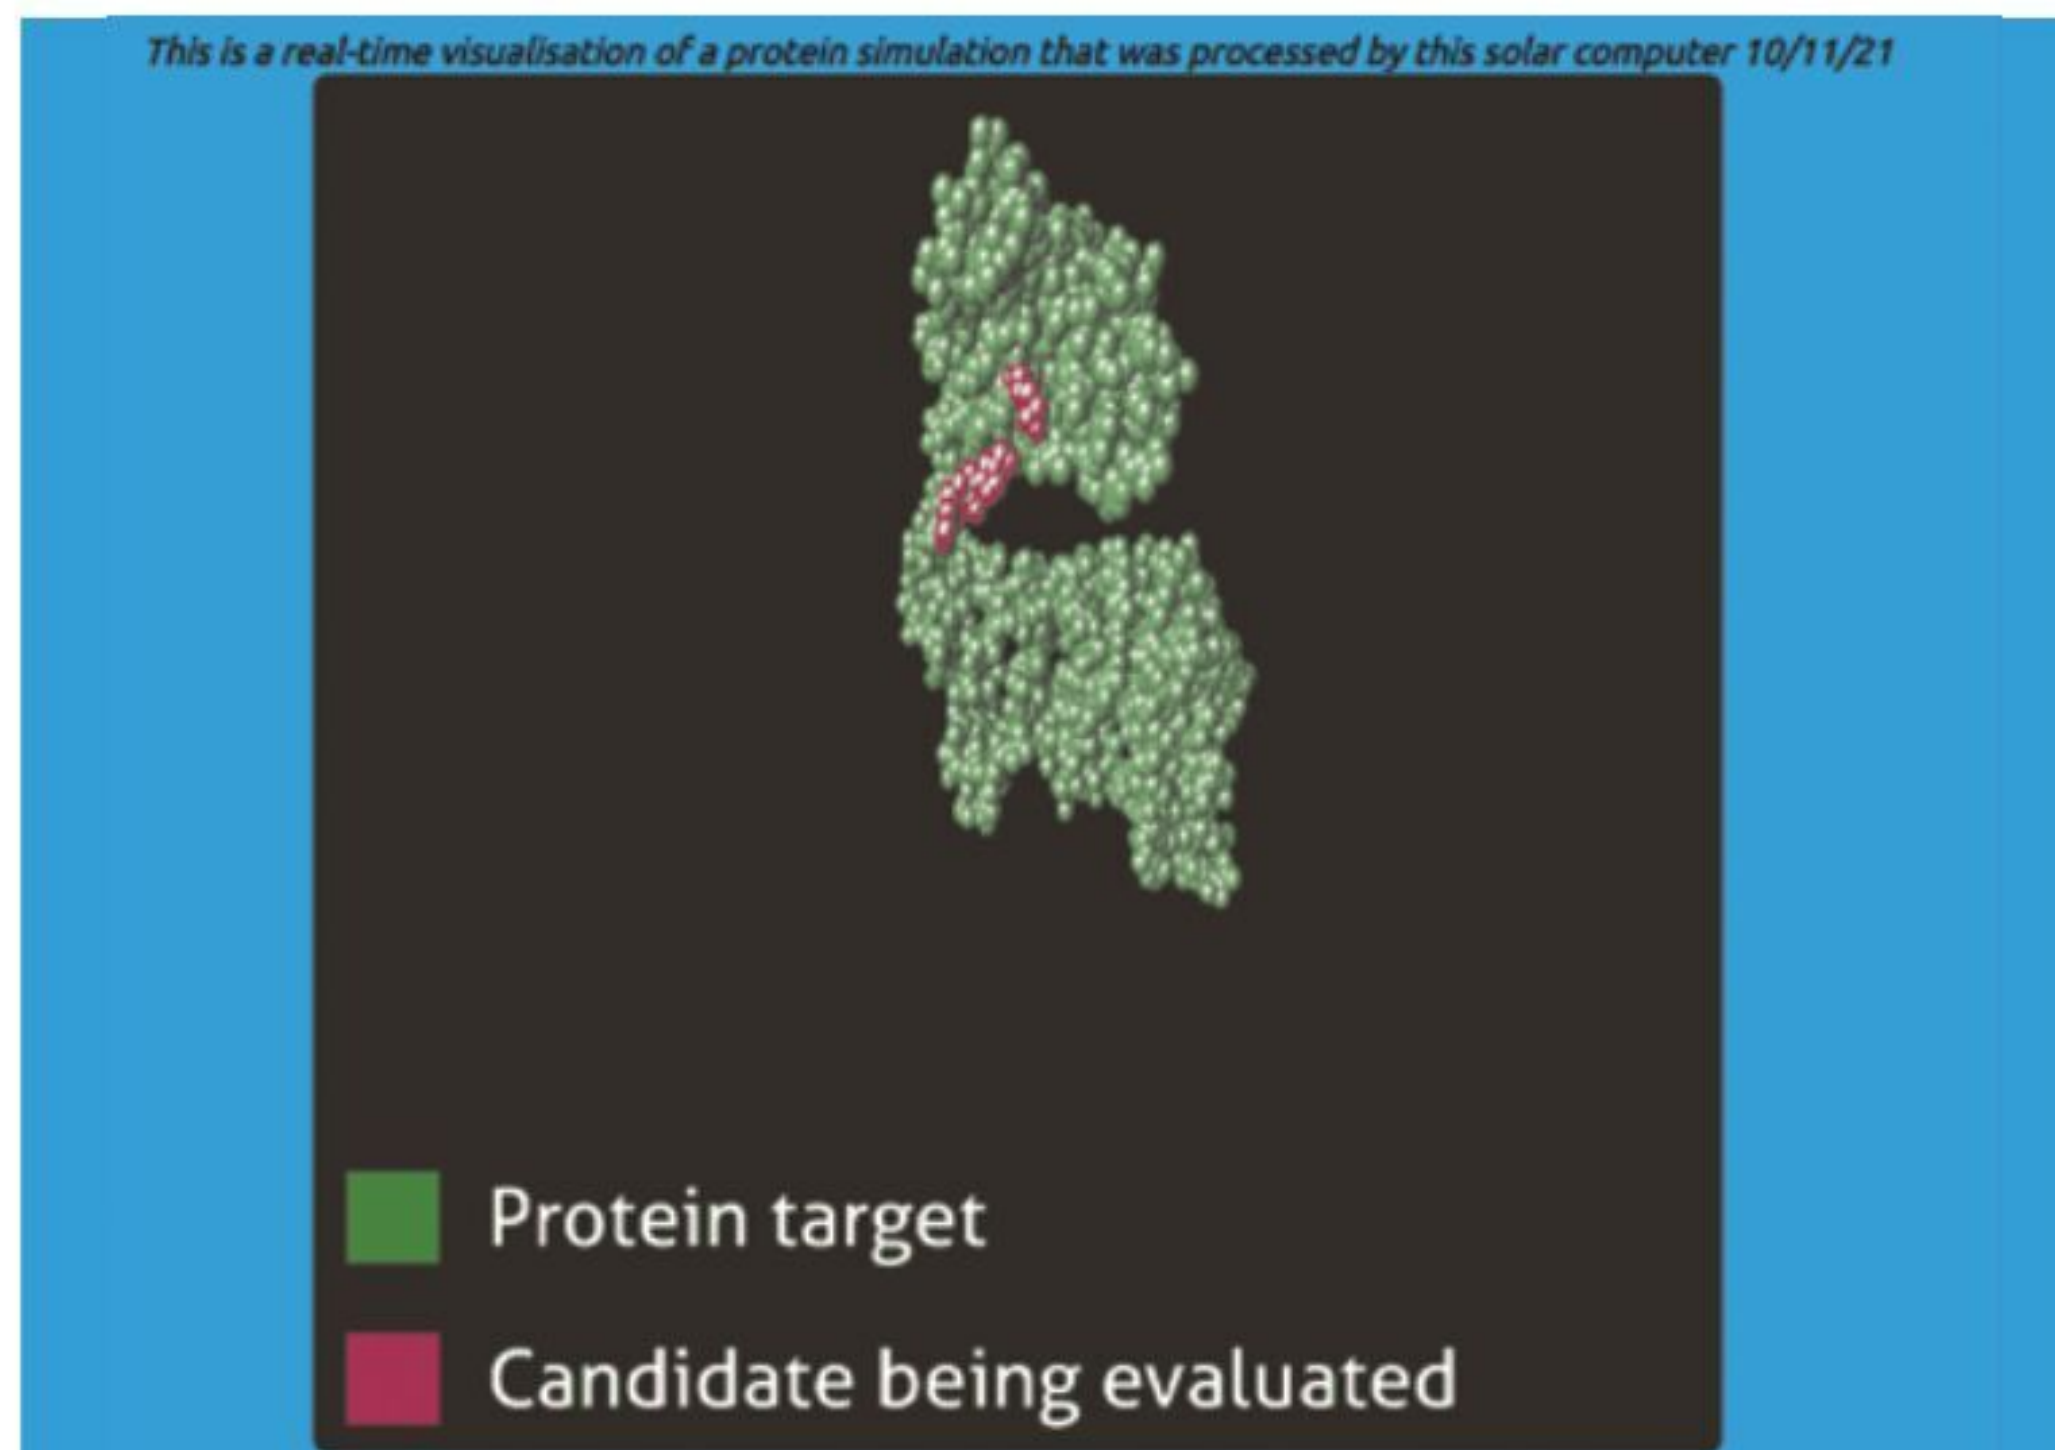 This is a real-time visualisation of a protein simulation that was processed by this solar computer 10/11/21
Protein target
Candidate being evaluated